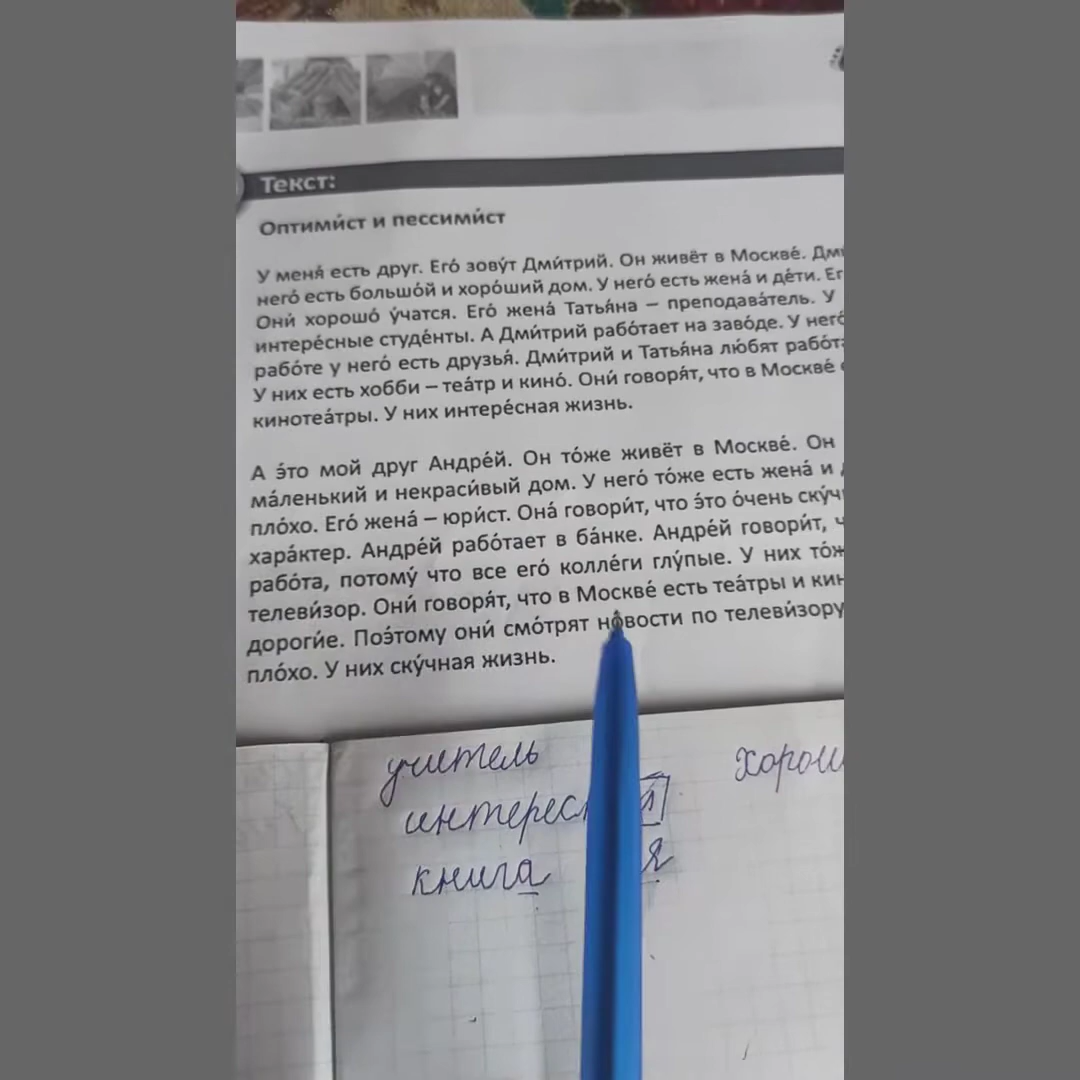 Текст:
Оптими́ст и пессими́ст
У меня́ есть друг. Его́ зову́т Дми́трий. Он живёт в Москве́.
него́ есть большо́й и хоро́ший дом. У него́ есть жена́ и де́ти.
Они́ хорошо́ у́чатся. Его́ жена́ Татья́на – преподава́тель. У
интере́сные студе́нты. А Дми́трий рабо́тает на заво́де. У него́
рабо́те у него́ есть друзья́. Дми́трий и Татья́на лю́бят
У них есть хобби – теа́тр и кино́. Они́ говоря́т, что в Москве́
кинотеа́тры. У них интере́сная жизнь.
А э́то мой друг Андре́й. Он то́же живёт в Москве́. Он
ма́ленький и некраси́вый дом. У него́ то́же есть жена́ и
пло́хо. Его́ жена́ – юри́ст. Она́ говори́т, что э́то о́чень
хара́ктер. Андре́й рабо́тает в ба́нке. Андре́й говори́т,
рабо́та, потому́ что все его́ колле́ги глу́пые. У них
телеви́зор. Они́ говоря́т, что в Москве́ есть теа́тры и
дороги́е. Поэ́тому они́ смо́трят но́вости по телеви́зору
пло́хо. У них ску́чная жизнь.
учитель
книга я